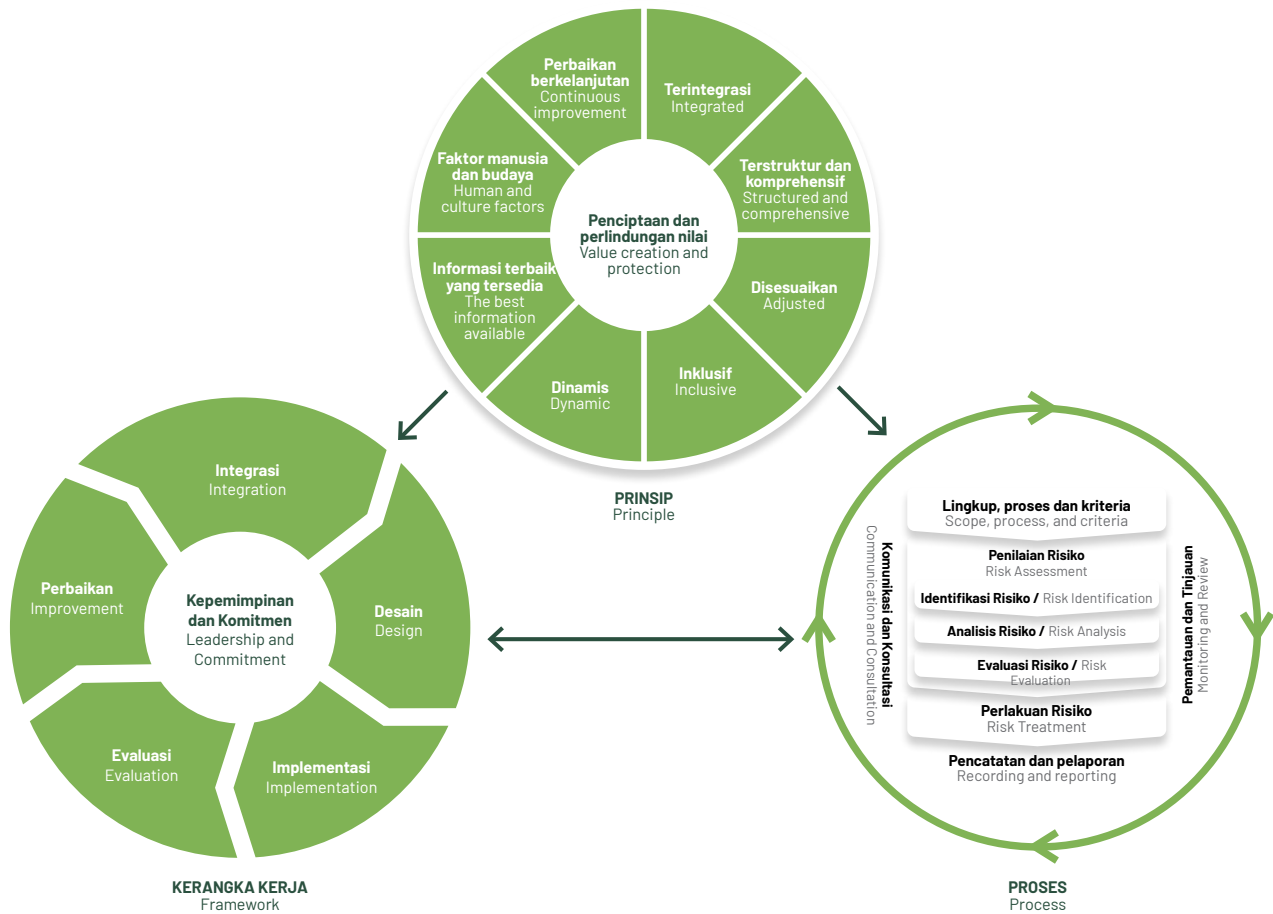 Perbaikan
berkelanjutan
Continuous
improvement
Terintegrasi
Integrated
Terstruktur dan
komprehensif
Structured and
comprehensive
Disesuaikan
Adjusted
Inklusif
Inclusive
Dinamis
Dynamic
Informasi terbaik
yang tersedia
The best
information
available
Faktor manusia
dan budaya
Human and
culture factors
Penciptaan dan
perlindungan nilai
Value creation and
protection
PRINSIP
Principle
Integrasi
Integration
Desain
Design
Implementasi
Implementation
Evaluasi
Evaluation
Perbaikan
Improvement
Kepemimpinan
dan Komitmen
Leadership and
Commitment
KERANGKA KERJA
Framework
Komunikasi dan Konsultasi
Communication and Consultation
Lingkup, proses dan kriteria
Scope, process, and criteria
Penilaian Risiko
Risk Assessment
Identifikasi Risiko / Risk Identification
Analisis Risiko / Risk Analysis
Evaluasi Risiko / Risk
Evaluation
Perlakuan Risiko
Risk Treatment
Pencatatan dan pelaporan
Recording and reporting
Pemantauan dan Tinjauan
Monitoring and Review
PROSES
Process